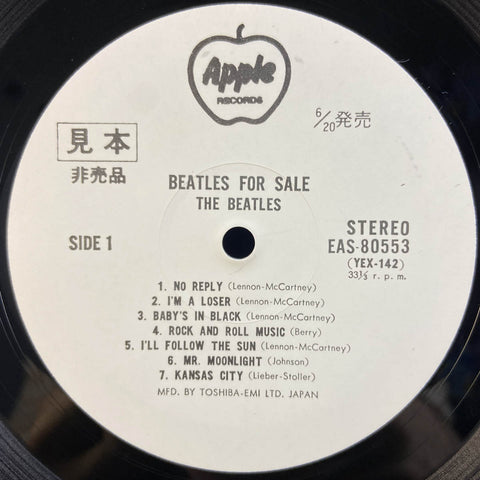 Apple
RECORDS
6/20発売
見本
非売品
BEATLES FOR SALE
THE BEATLES
SIDE 1
STEREO
EAS-80553
(YEX-142)
33⅓ r. p. m.
1. NO REPLY (Lennon-McCartney)
2. I'M A LOSER (Lennon-McCartney)
3. BABY'S IN BLACK (Lennon-McCartney)
4. ROCK AND ROLL MUSIC (Berry)
5. I'LL FOLLOW THE SUN (Lennon-McCartney)
6. MR. MOONLIGHT (Johnson)
7. KANSAS CITY (Lieber-Stoller)
MFD. BY TOSHIBA-EMI LTD. JAPAN